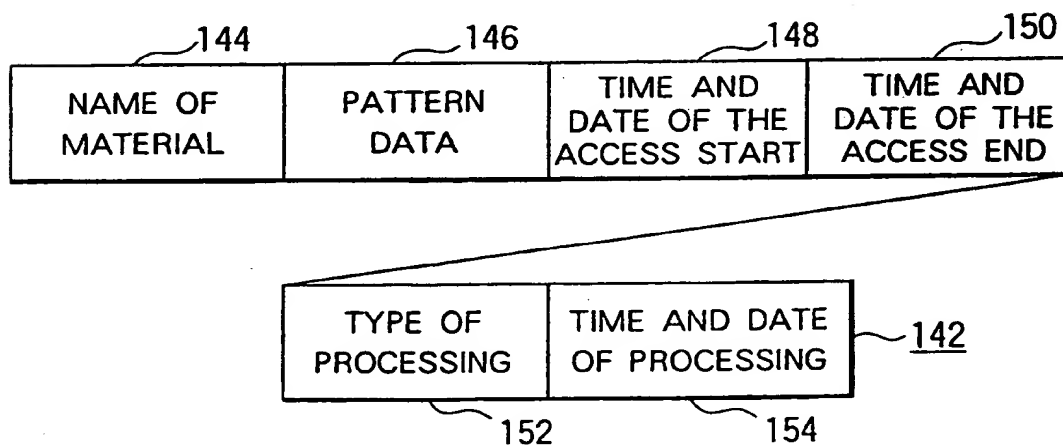 144
146
148
150
NAME OF
MATERIAL
PATTERN
DATA
TIME AND
DATE OF THE
ACCESS START
TIME AND
DATE OF THE
ACCESS END
TYPE OF
PROCESSING
TIME AND DATE
OF PROCESSING
142
152
154